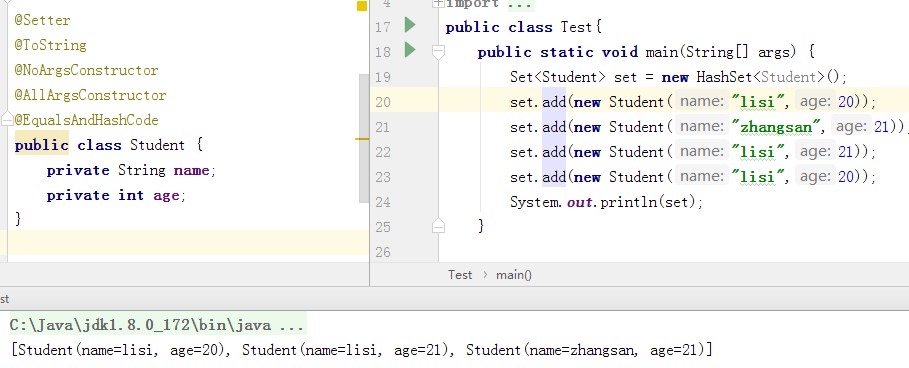 @Setter
@ToString
@NoArgsConstructor
@AllArgsConstructor
@EqualsAndHashCode
public class Student {
private String name;
private int age;
}
4 import ...
17 public class Test{
18 public static void main(String[] args) {
19 Set<Student> set = new HashSet<Student>();
20 set.add(new Student( name: "lisi", age: 20));
21 set.add(new Student( name: "zhangsan", age: 21))
22 set.add(new Student( name: "lisi", age: 21));
23 set.add(new Student( name: "lisi", age: 20));
24 System.out.println(set);
25 }
26
Test › main()
st
C:\Java\jdk1.8.0_172\bin\java ...
[Student(name=lisi, age=20), Student(name=lisi, age=21), Student(name=zhangsan, age=21)]